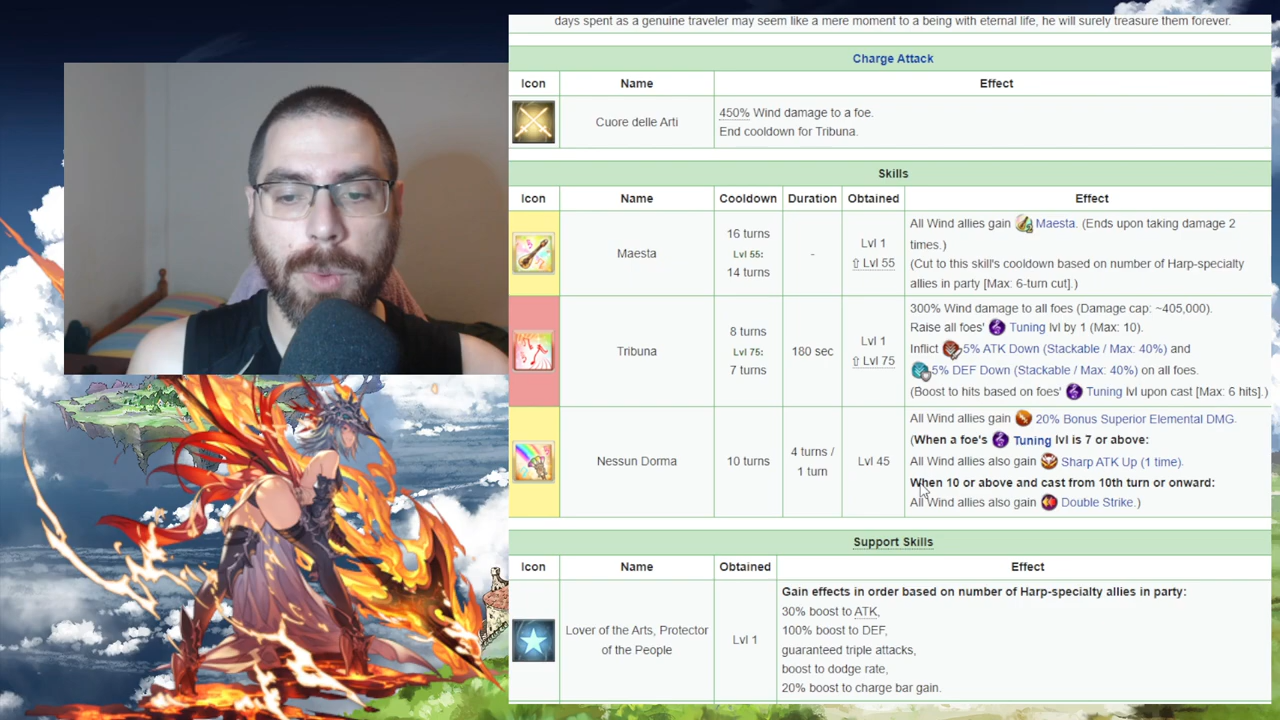 days spent as a genuine traveler may seem like a mere moment to a being with eternal life, he will surely treasure them forever.
Charge Attack
Icon Name Effect
Cuore delle Arti
450% Wind damage to a foe.
End cooldown for Tribuna.
Skills
Icon Name Cooldown Duration Obtained Effect
Maesta
16 turns
Lvl 55:
14 turns
-
Lvl 1
⇧ Lvl 55
All Wind allies gain Maesta. (Ends upon taking damage 2
times.)
(Cut to this skill's cooldown based on number of Harp-specialty
allies in party [Max: 6-turn cut].)
Tribuna
8 turns
Lvl 75:
7 turns
180 sec
Lvl 1
⇧ Lvl 75
300% Wind damage to all foes (Damage cap: ~405,000).
Raise all foes' Tuning lvl by 1 (Max: 10).
Inflict 5% ATK Down (Stackable / Max: 40%) and
5% DEF Down (Stackable / Max: 40%) on all foes.
(Boost to hits based on foes' Tuning lvl upon cast [Max: 6 hits].)
Nessun Dorma
10 turns
4 turns /
1 turn
Lvl 45
All Wind allies gain 20% Bonus Superior Elemental DMG.
(When a foe's Tuning lvl is 7 or above:
All Wind allies also gain Sharp ATK Up (1 time).
When 10 or above and cast from 10th turn or onward:
All Wind allies also gain Double Strike.)
Support Skills
Icon Name Obtained Effect
Lover of the Arts, Protector
of the People
Lvl 1
Gain effects in order based on number of Harp-specialty allies in party:
30% boost to ATK,
100% boost to DEF,
guaranteed triple attacks,
boost to dodge rate,
20% boost to charge bar gain.